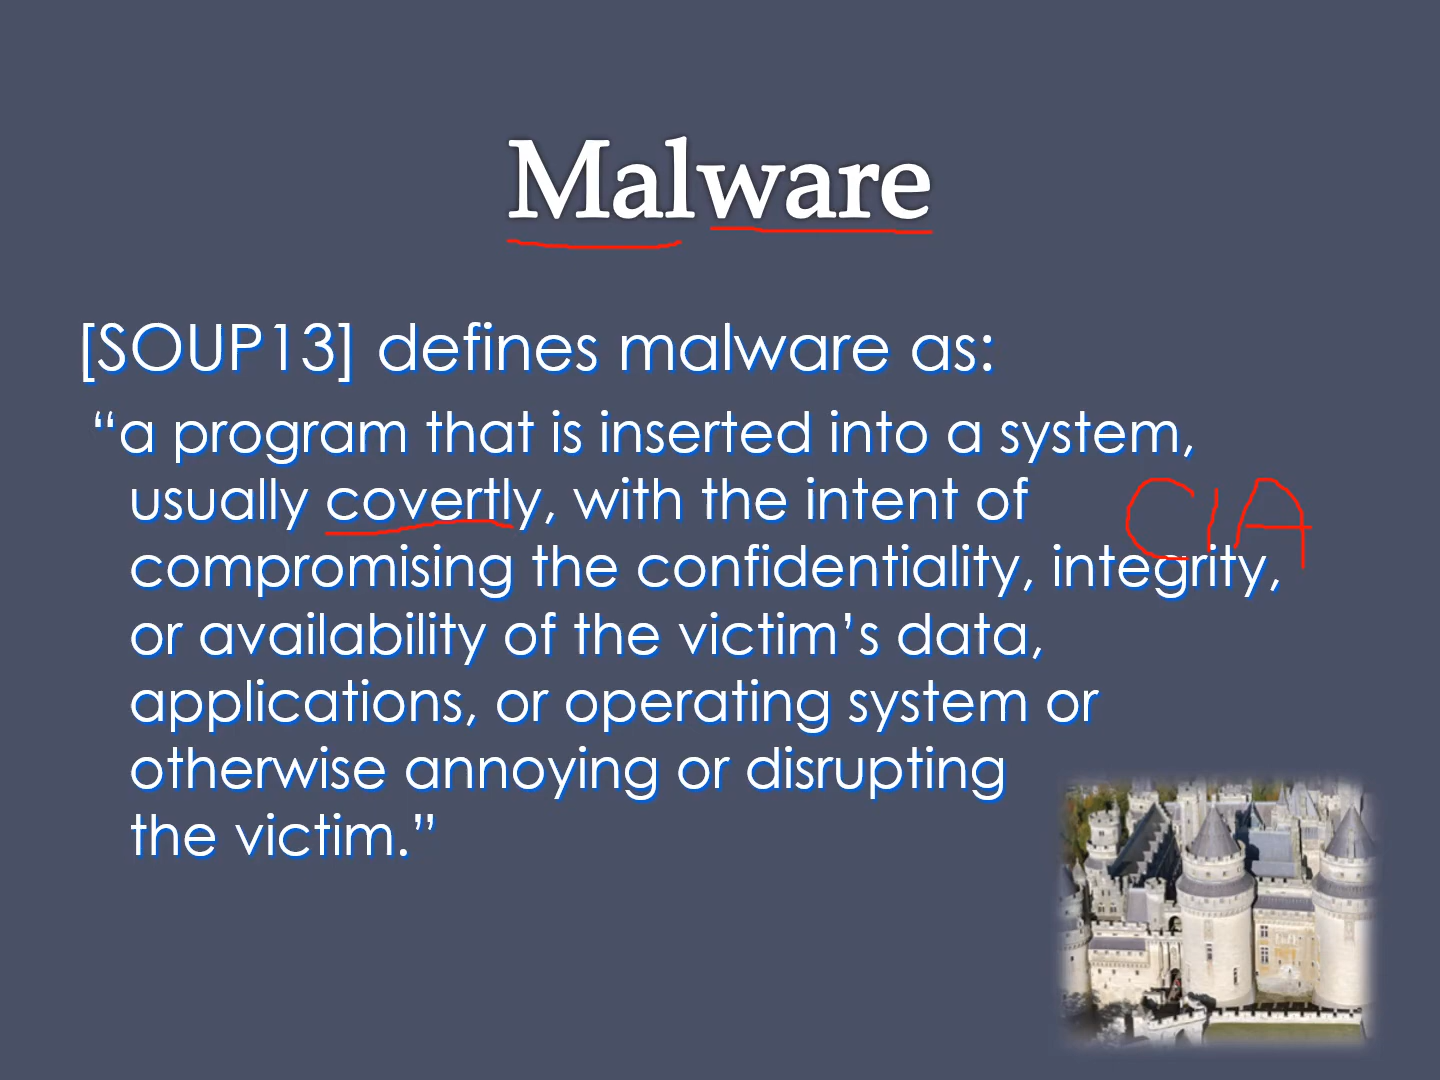 Malware
[SOUP13] defines malware as:
“a program that is inserted into a system,
usually covertly, with the intent of
CIA
compromising the confidentiality, integrity,
or availability of the victim’s data,
applications, or operating system or
otherwise annoying or disrupting
the victim.”